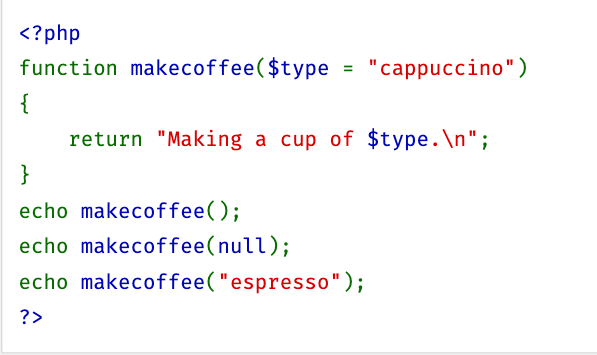 <?php
function makecoffee($type = "cappuccino")
{
    return "Making a cup of $type.\n";
}
echo makecoffee();
echo makecoffee(null);
echo makecoffee("espresso");
?>